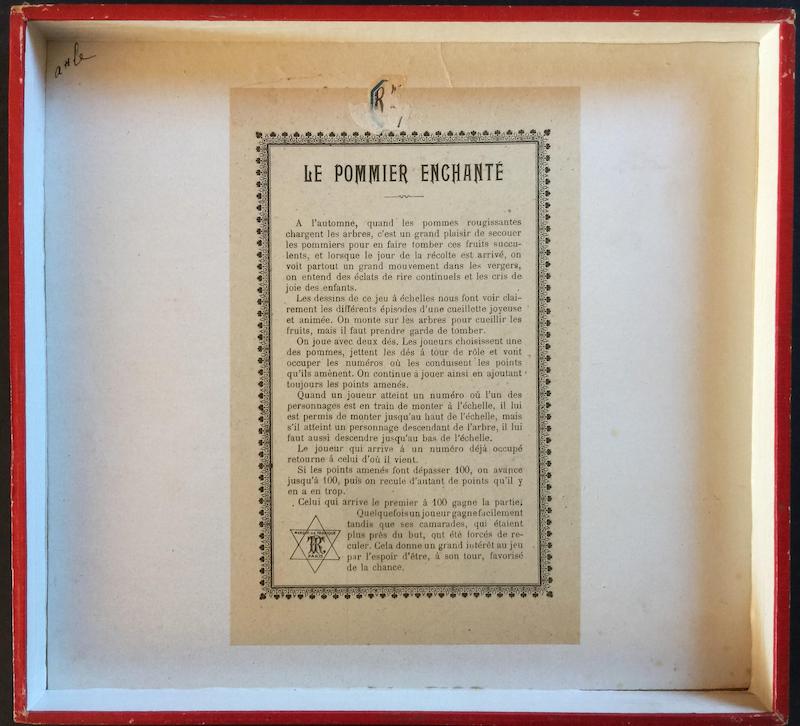 LE POMMIER ENCHANTÉ
A l'automne, quand les pommes rougissantes
chargent les arbres, c'est un grand plaisir de secouer
les pommiers pour en faire tomber ces fruits succu-
lents, et lorsque le jour de la récolte est arrivé, on
voit partout un grand mouvement dans les vergers,
on entend des éclats de rire continuels et les cris de
joie des enfants.
Les dessins de ce jeu à échelles nous font voir clai-
rement les différents épisodes d'une cueillette joyeuse
et animée. On monte sur les arbres pour cueillir les
fruits, mais il faut prendre garde de tomber.
On joue avec deux dés. Les joueurs choisissent une
des pommes, jettent les dés à tour de rôle et vont
occuper les numéros où les conduisent les points
qu'ils amènent. On continue à jouer ainsi en ajoutant
toujours les points amenés.
Quand un joueur atteint un numéro où l'un des
personnages est en train de monter à l'échelle, il lui
est permis de monter jusqu'au haut de l'échelle, mais
s'il atteint un personnage descendant de l'arbre, il lui
faut aussi descendre jusqu'au bas de l'échelle.
Le joueur qui arrive à un numéro déjà occupé
retourne à celui d'où il vient.
Si les points amenés font dépasser 100, on avance
jusqu'à 100, puis on recule d'autant de points qu'il y
en a en trop.
Celui qui arrive le premier à 100 gagne la partie.
Quelquefois un joueur gagne facilement
tandis que ses camarades, qui étaient
plus près du but, ont été forcés de re-
culer. Cela donne un grand intérêt au jeu
par l'espoir d'être, à son tour, favorisé
de la chance.
MARQUE DE FABRIQUE
PARIS